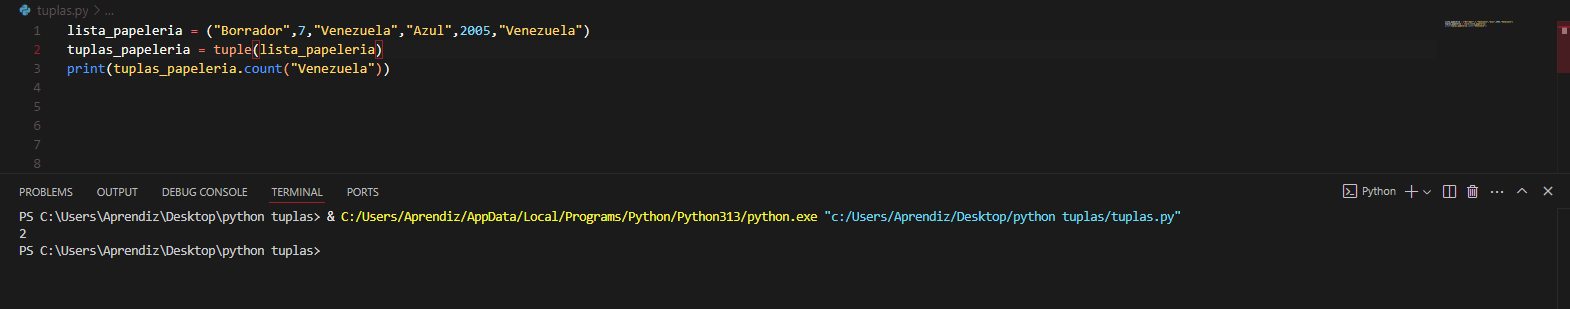 tuplas.py > ...
1 lista_papeleria = ("Borrador",7,"Venezuela","Azul",2005,"Venezuela")
2 tuplas_papeleria = tuple(lista_papeleria)
3 print(tuplas_papeleria.count("Venezuela"))
4
5
6
7
8
PROBLEMS OUTPUT DEBUG CONSOLE TERMINAL PORTS Python
PS C:\Users\Aprendiz\Desktop\python tuplas> & C:/Users/Aprendiz/AppData/Local/Programs/Python/Python313/python.exe "c:/Users/Aprendiz/Desktop/python tuplas/tuplas.py"
2
PS C:\Users\Aprendiz\Desktop\python tuplas>